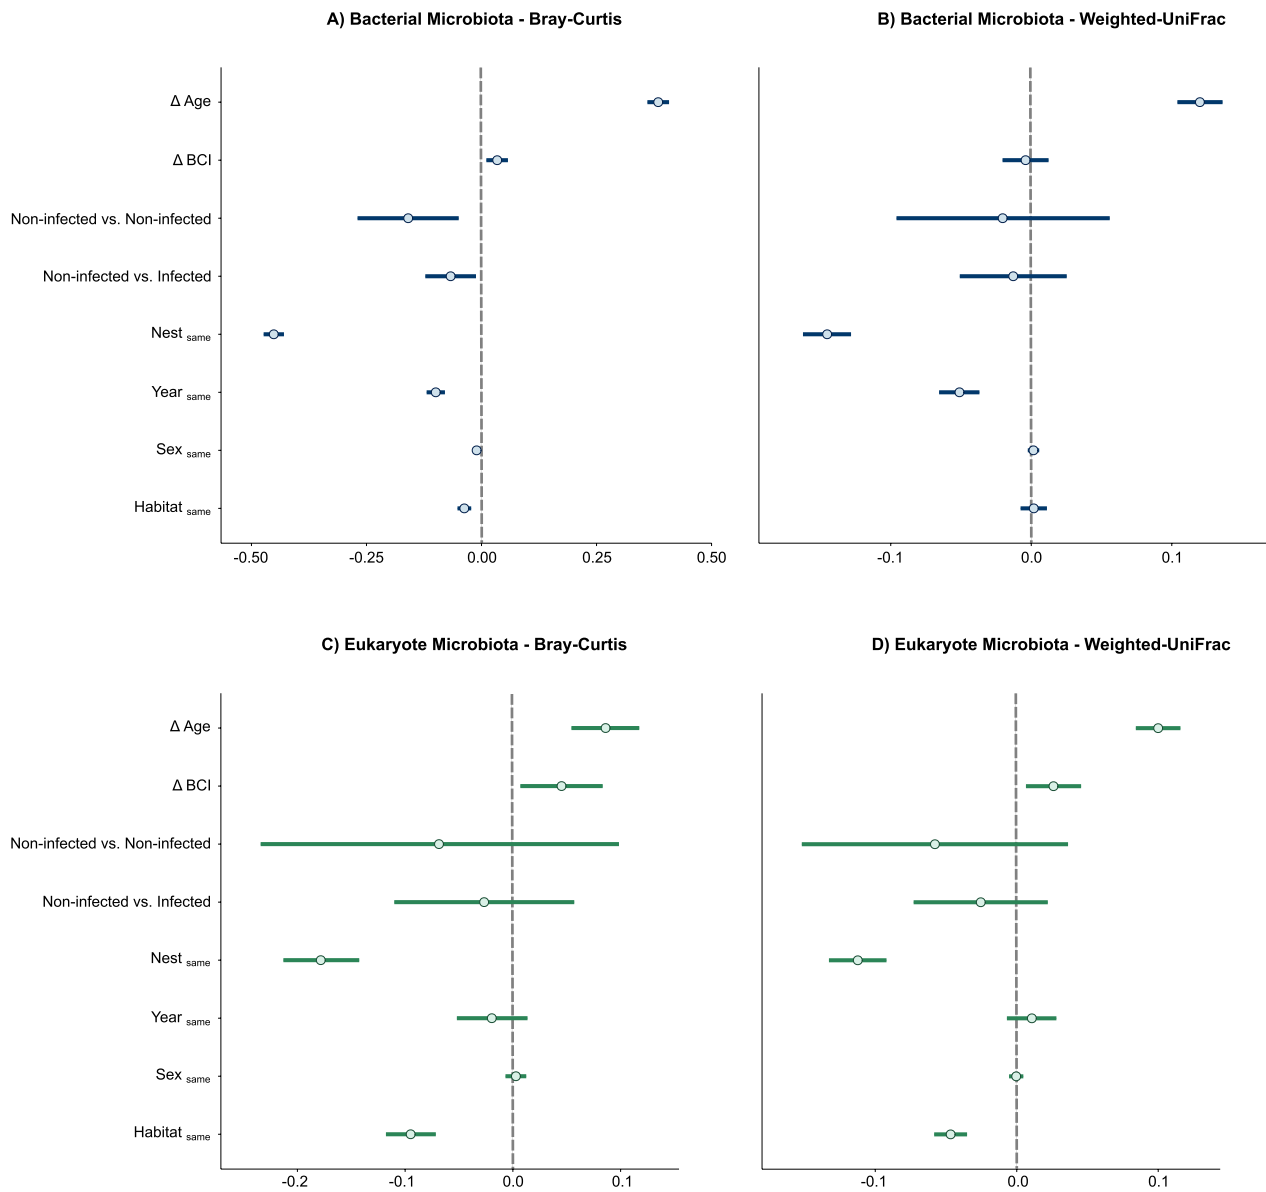 A) Bacterial Microbiota - Bray-Curtis
Δ Age
Δ BCI
Non-infected vs. Non-infected
Non-infected vs. Infected
Nest same
Year same
Sex same
Habitat same
-0.50 -0.25 0.00 0.25 0.50
B) Bacterial Microbiota - Weighted-UniFrac
-0.1 0.0 0.1
C) Eukaryote Microbiota - Bray-Curtis
Δ Age
Δ BCI
Non-infected vs. Non-infected
Non-infected vs. Infected
Nest same
Year same
Sex same
Habitat same
-0.2 -0.1 0.0 0.1
D) Eukaryote Microbiota - Weighted-UniFrac
-0.1 0.0 0.1